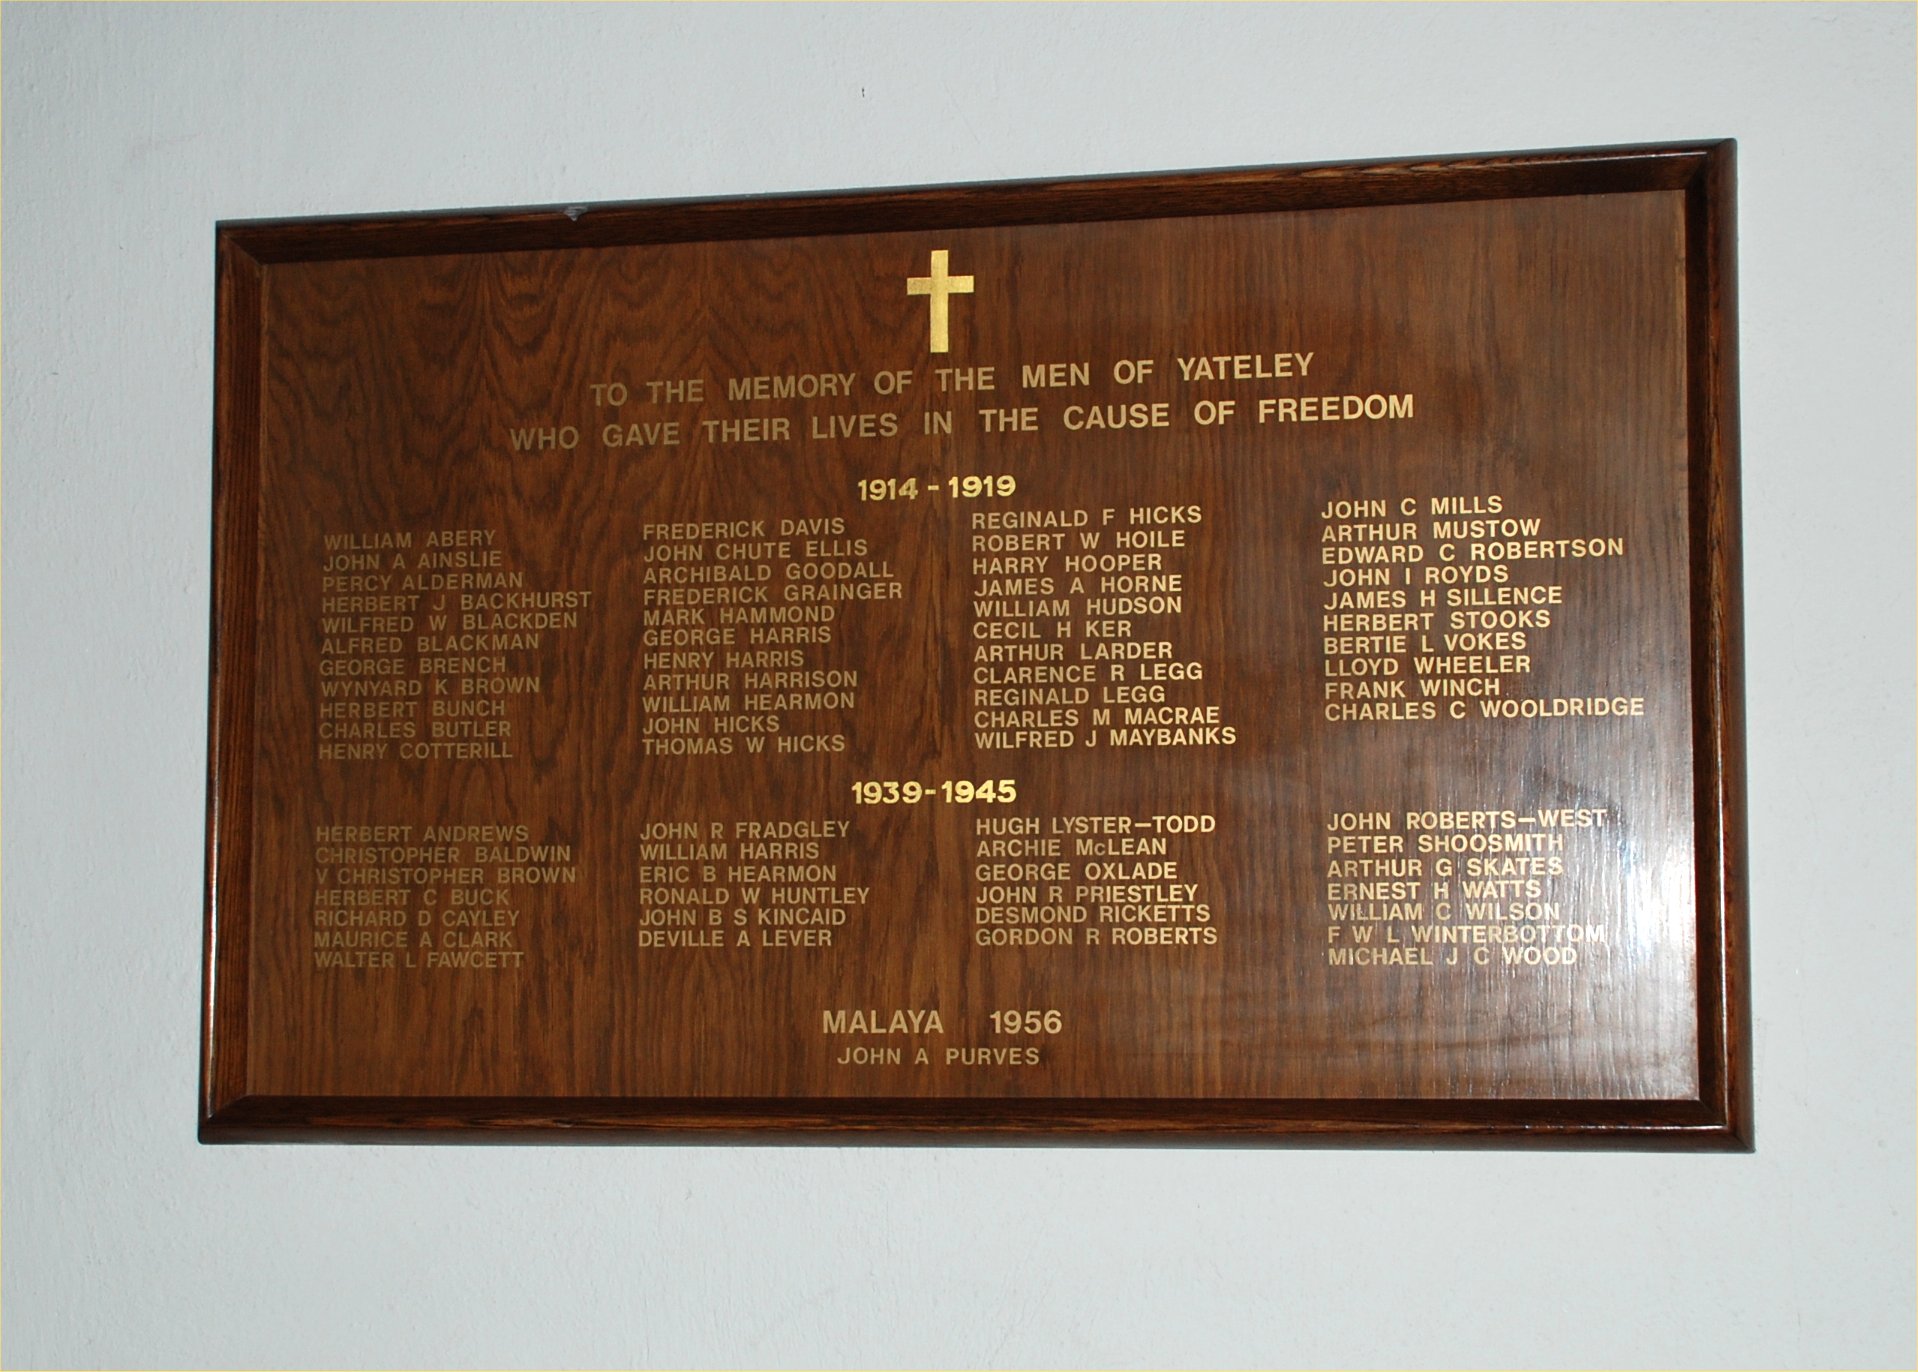 TO THE MEMORY OF THE MEN OF YATELEY
WHO GAVE THEIR LIVES IN THE CAUSE OF FREEDOM
1914 - 1919
WILLIAM ABERY
JOHN A AINSLIE
PERCY ALDERMAN
HERBERT J BACKHURST
WILFRED W BLACKDEN
ALFRED BLACKMAN
GEORGE BRENCH
WYNYARD K BROWN
HERBERT BUNCH
CHARLES BUTLER
HENRY COTTERILL
FREDERICK DAVIS
JOHN CHUTE ELLIS
ARCHIBALD GOODALL
FREDERICK GRAINGER
MARK HAMMOND
GEORGE HARRIS
HENRY HARRIS
ARTHUR HARRISON
WILLIAM HEARMON
JOHN HICKS
THOMAS W HICKS
REGINALD F HICKS
ROBERT W HOILE
HARRY HOOPER
JAMES A HORNE
WILLIAM HUDSON
CECIL H KER
ARTHUR LARDER
CLARENCE R LEGG
REGINALD LEGG
CHARLES M MACRAE
WILFRED J MAYBANKS
JOHN C MILLS
ARTHUR MUSTOW
EDWARD C ROBERTSON
JOHN I ROYDS
JAMES H SILLENCE
HERBERT STOOKS
BERTIE L VOKES
LLOYD WHEELER
FRANK WINCH
CHARLES C WOOLDRIDGE
1939-1945
HERBERT ANDREWS
CHRISTOPHER BALDWIN
V CHRISTOPHER BROWN
HERBERT C BUCK
RICHARD D CAYLEY
MAURICE A CLARK
WALTER L FAWCETT
JOHN R FRADGLEY
WILLIAM HARRIS
ERIC B HEARMON
RONALD W HUNTLEY
JOHN B S KINCAID
DEVILLE A LEVER
HUGH LYSTER-TODD
ARCHIE McLEAN
GEORGE OXLADE
JOHN R PRIESTLEY
DESMOND RICKETTS
GORDON R ROBERTS
JOHN ROBERTS-WEST
PETER SHOOSMITH
ARTHUR G SKATES
ERNEST H WATTS
WILLIAM C WILSON
F W L WINTERBOTTOM
MICHAEL J C WOOD
MALAYA 1956
JOHN A PURVES